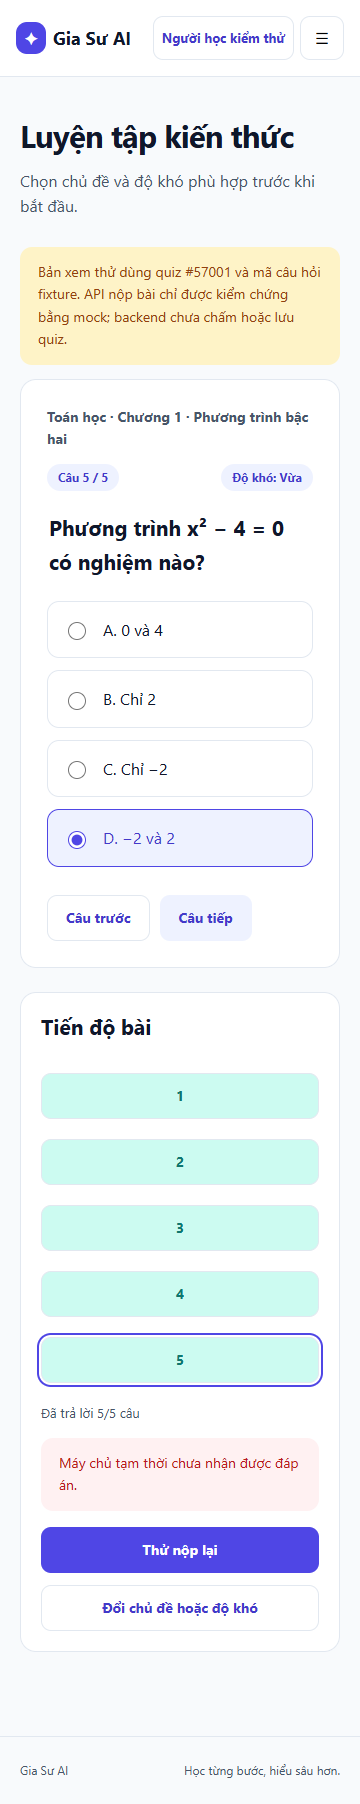 Gia Sư AI
Người học kiểm thử
Luyện tập kiến thức
Chọn chủ đề và độ khó phù hợp trước khi
bắt đầu.
Bản xem thử dùng quiz #57001 và mã câu hỏi
fixture. API nộp bài chỉ được kiểm chứng
bằng mock; backend chưa chấm hoặc lưu
quiz.
Toán học · Chương 1 · Phương trình bậc
hai
Câu 5 / 5
Độ khó: Vừa
Phương trình x² − 4 = 0
có nghiệm nào?
A. 0 và 4
B. Chỉ 2
C. Chỉ −2
D. −2 và 2
Câu trước
Câu tiếp
Tiến độ bài
1
2
3
4
5
Đã trả lời 5/5 câu
Máy chủ tạm thời chưa nhận được đáp
án.
Thử nộp lại
Đổi chủ đề hoặc độ khó
Gia Sư AI
Học từng bước, hiểu sâu hơn.